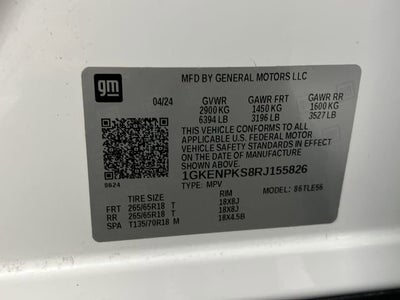 gm
MFD BY GENERAL MOTORS LLC
04/24 GVWR GAWR FRT GAWR RR
2900 KG 1450 KG 1600 KG
6394 LB 3196 LB 3527 LB
THIS VEHICLE CONFORMS TO ALL
APPLICABLE U.S. FEDERAL MOTOR
VEHICLE SAFETY STANDARDS IN
EFFECT ON THE DATE OF
MANUFACTURE SHOWN ABOVE.
1GKENPKS8RJ155826
0624 TYPE: MPV MODEL: 861LE56
TIRE SIZE RIM
FRT 265/65R18 T 18X8J
RR 265/65R18 T 18X8J
SPA T135/70R18 M 18X4.5B